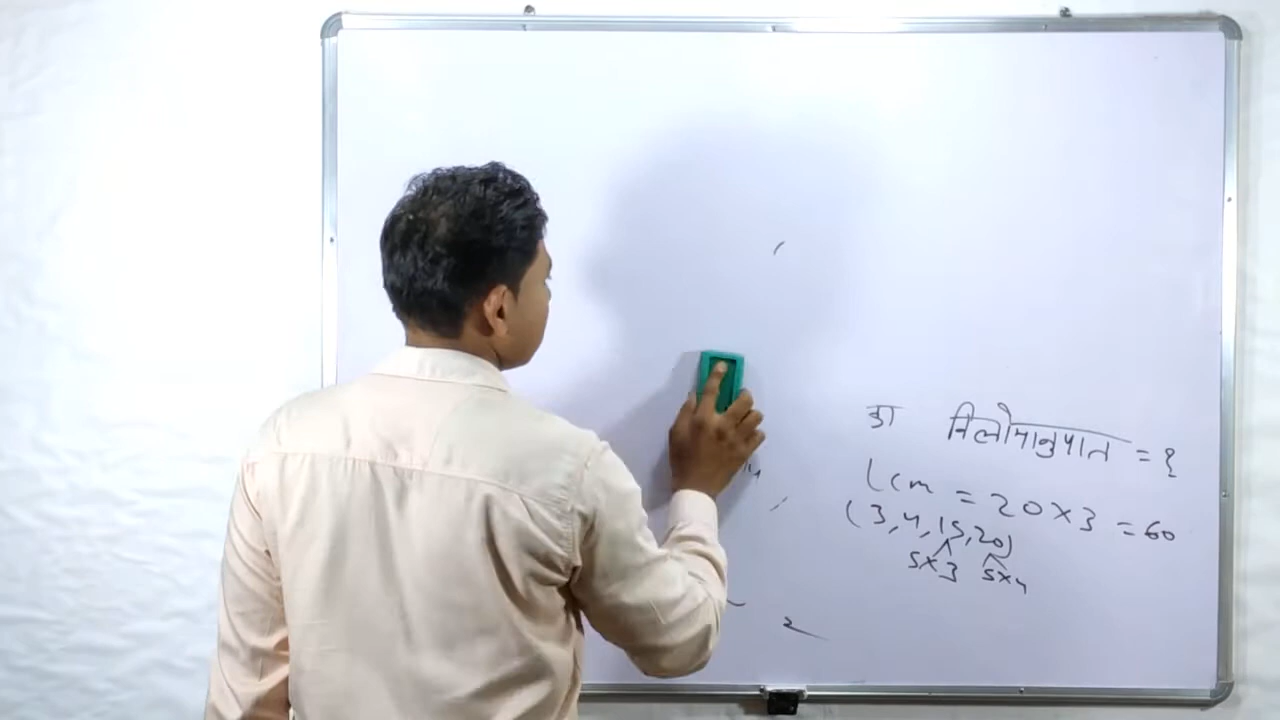 का विलोमानुपात = ?
Lcm = 20×3 = 60
(3,4,15,20)
5×3 5×4